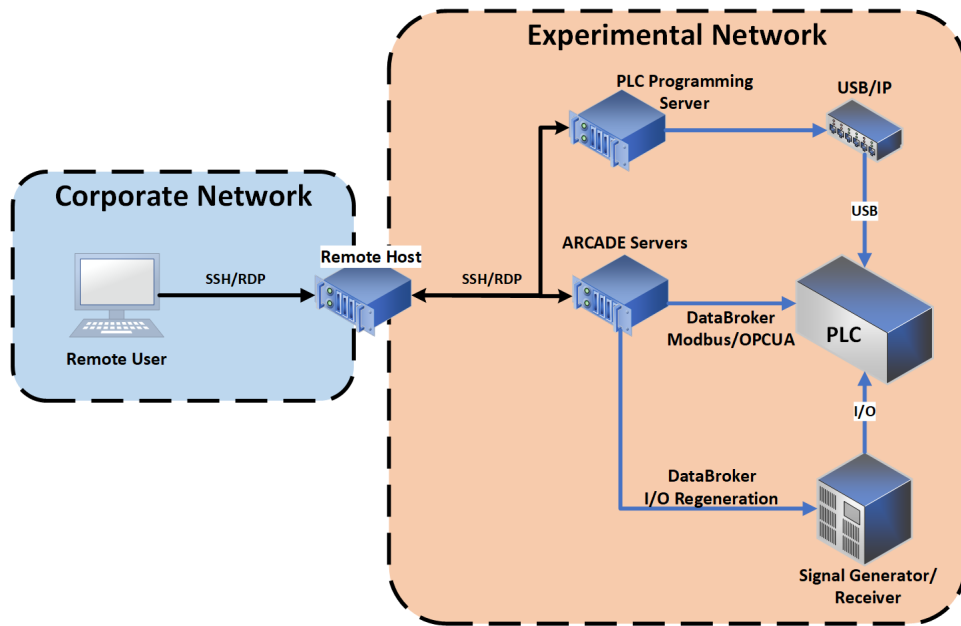 Experimental Network
PLC Programming
Server
USB/IP
Corporate Network
USB
Remote Host
ARCADE Servers
SSH/RDP
SSH/RDP
DataBroker
Modbus/OPCUA
PLC
Remote User
I/O
DataBroker
I/O Regeneration
Signal Generator/
Receiver